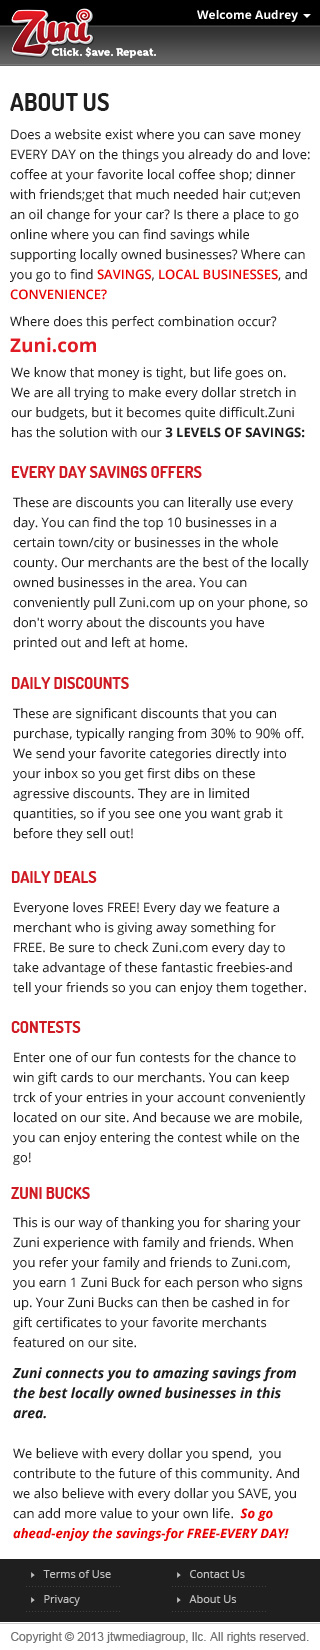 Zuni
Welcome Audrey
Click. $ave. Repeat.
ABOUT US
Does a website exist where you can save money
EVERY DAY on the things you already do and love:
coffee at your favorite local coffee shop; dinner
with friends;get that much needed hair cut;even
an oil change for your car? Is there a place to go
online where you can find savings while
supporting locally owned businesses? Where can
you go to find SAVINGS, LOCAL BUSINESSES, and
CONVENIENCE?
Where does this perfect combination occur?
Zuni.com
We know that money is tight, but life goes on.
We are all trying to make every dollar stretch in
our budgets, but it becomes quite difficult.Zuni
has the solution with our 3 LEVELS OF SAVINGS:
EVERY DAY SAVINGS OFFERS
These are discounts you can literally use every
day. You can find the top 10 businesses in a
certain town/city or businesses in the whole
county. Our merchants are the best of the locally
owned businesses in the area. You can
conveniently pull Zuni.com up on your phone, so
don't worry about the discounts you have
printed out and left at home.
DAILY DISCOUNTS
These are significant discounts that you can
purchase, typically ranging from 30% to 90% off.
We send your favorite categories directly into
your inbox so you get first dibs on these
agressive discounts. They are in limited
quantities, so if you see one you want grab it
before they sell out!
DAILY DEALS
Everyone loves FREE! Every day we feature a
merchant who is giving away something for
FREE. Be sure to check Zuni.com every day to
take advantage of these fantastic freebies-and
tell your friends so you can enjoy them together.
CONTESTS
Enter one of our fun contests for the chance to
win gift cards to our merchants. You can keep
trck of your entries in your account conveniently
located on our site. And because we are mobile,
you can enjoy entering the contest while on the
go!
ZUNI BUCKS
This is our way of thanking you for sharing your
Zuni experience with family and friends. When
you refer your family and friends to Zuni.com,
you earn 1 Zuni Buck for each person who signs
up. Your Zuni Bucks can then be cashed in for
gift certificates to your favorite merchants
featured on our site.
Zuni connects you to amazing savings from
the best locally owned businesses in this
area.
We believe with every dollar you spend, you
contribute to the future of this community. And
we also believe with every dollar you SAVE, you
can add more value to your own life. So go
ahead-enjoy the savings-for FREE-EVERY DAY!
Terms of Use
Contact Us
Privacy
About Us
Copyright © 2013 jtwmediagroup, llc. All rights reserved.